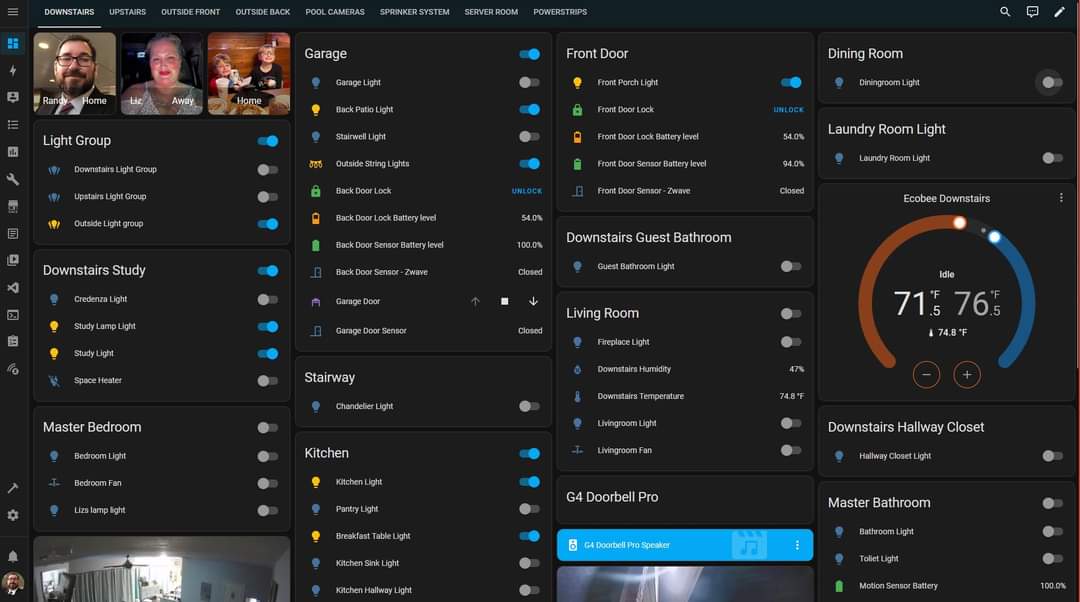 DOWNSTAIRS
UPSTAIRS
OUTSIDE FRONT
OUTSIDE BACK
POOL CAMERAS
SPRINKER SYSTEM
SERVER ROOM
POWERSTRIPS
Randy Home
Liz Away
Home
Light Group
Downstairs Light Group
Upstairs Light Group
Outside Light group
Downstairs Study
Credenza Light
Study Lamp Light
Study Light
Space Heater
Master Bedroom
Bedroom Light
Bedroom Fan
Lizs lamp light
Garage
Garage Light
Back Patio Light
Stairwell Light
Outside String Lights
Back Door Lock UNLOCK
Back Door Lock Battery level 54.0%
Back Door Sensor Battery level 100.0%
Back Door Sensor - Zwave Closed
Garage Door
Garage Door Sensor Closed
Stairway
Chandelier Light
Kitchen
Kitchen Light
Pantry Light
Breakfast Table Light
Kitchen Sink Light
Kitchen Hallway Light
Front Door
Front Porch Light
Front Door Lock UNLOCK
Front Door Lock Battery level 54.0%
Front Door Sensor Battery level 94.0%
Front Door Sensor - Zwave Closed
Downstairs Guest Bathroom
Guest Bathroom Light
Living Room
Fireplace Light
Downstairs Humidity 47%
Downstairs Temperature 74.8 °F
Livingroom Light
Livingroom Fan
G4 Doorbell Pro
G4 Doorbell Pro Speaker
Dining Room
Diningroom Light
Laundry Room Light
Laundry Room Light
Ecobee Downstairs
Idle
71.5 °F 76.5 °F
74.8 °F
Downstairs Hallway Closet
Hallway Closet Light
Master Bathroom
Bathroom Light
Toliet Light
Motion Sensor Battery 100.0%